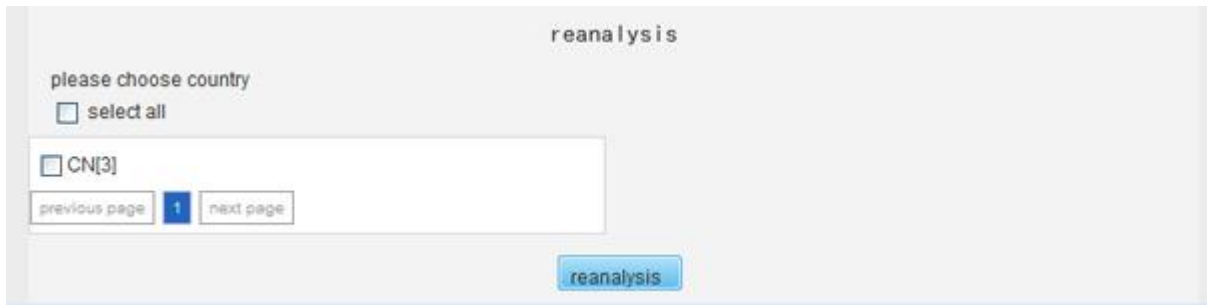 reanalysis
please choose country
select all
CN[3]
previous page 1 next page
reanalysis